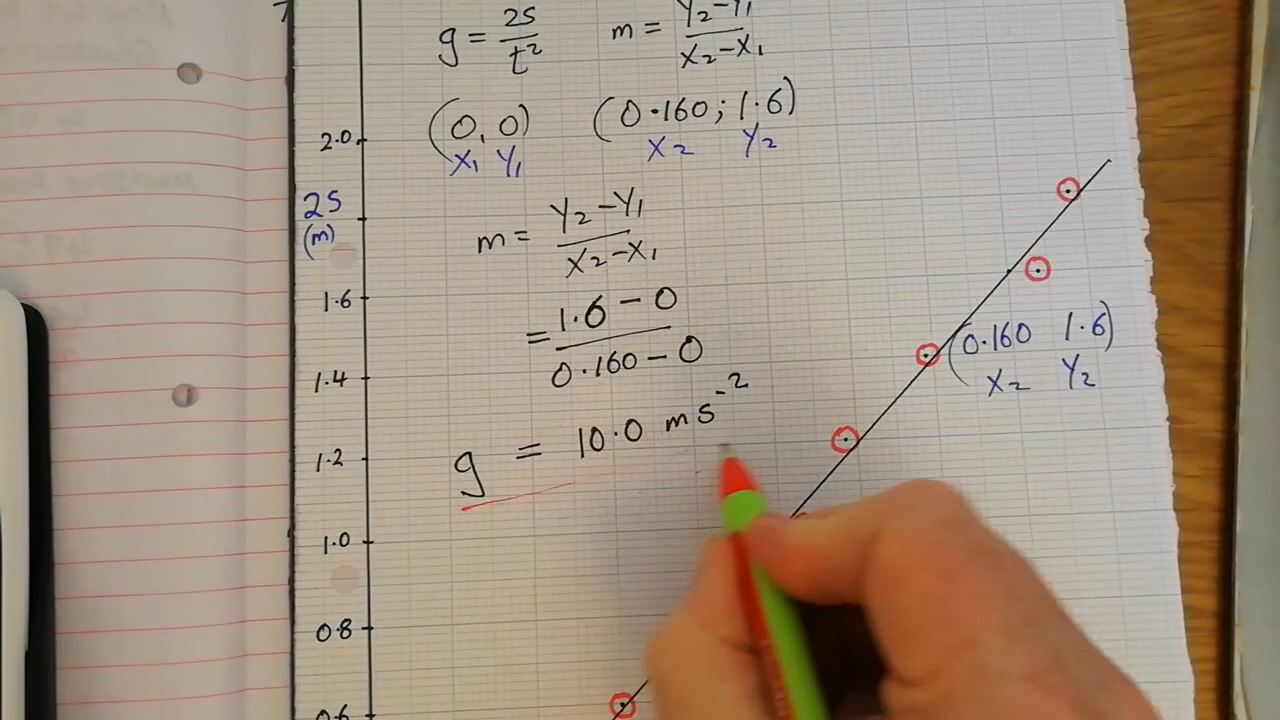 g = 2s/t² m = Y₂-Y₁/X₂-X₁
(0, 0) (0.160; 1.6)
X₁ Y₁ X₂ Y₂
2.0
2S
(m)
m = Y₂-Y₁/X₂-X₁
1.6
= 1.6 - 0/0.160 - 0
(0.160 1.6)
X₂ Y₂
1.4
g = 10.0 ms⁻²
1.2
1.0
0.8
0.6